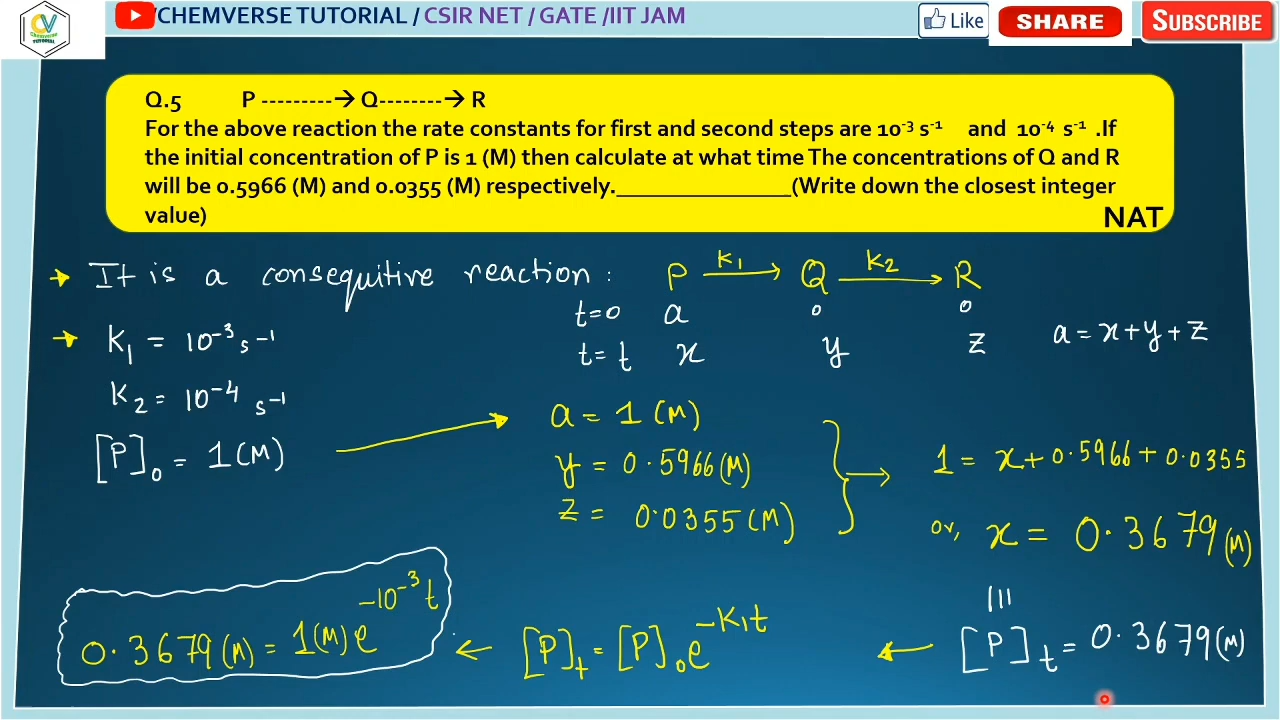 CV
Chemverse
TUTORIAL
/CHEMVERSE TUTORIAL / CSIR NET / GATE /IIT JAM
Like
SHARE
SUBSCRIBE
Q.5 P ---------→ Q--------→ R
For the above reaction the rate constants for first and second steps are 10⁻³ s⁻¹ and 10⁻⁴ s⁻¹ .If
the initial concentration of P is 1 (M) then calculate at what time The concentrations of Q and R
will be 0.5966 (M) and 0.0355 (M) respectively.______________(Write down the closest integer
value)
NAT
→ It is a consequitive reaction : P —K₁→ Q —K₂→ R
t=0 a 0 0
t=t x y z a = x+y+z
→ K₁ = 10⁻³ s⁻¹
K₂ = 10⁻⁴ s⁻¹
[P]₀ = 1(M) →
a = 1 (M)
y = 0.5966(M)
z = 0.0355(M)
} → 1 = x+0.5966+0.0355
or, x = 0.3679(M)
|||
[P]t = 0.3679(M)
← [P]t = [P]₀e^-K₁t
← 0.3679(M) = 1(M)e^-10⁻³t